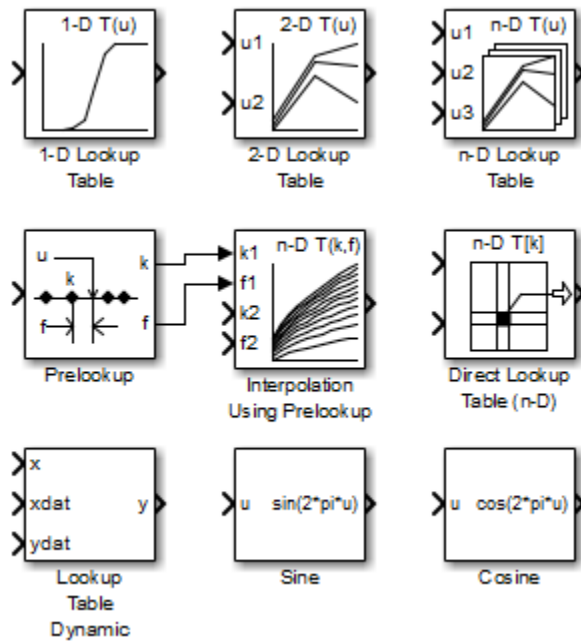 1-D T(u)
1-D Lookup
Table
2-D T(u)
u1
u2
2-D Lookup
Table
n-D T(u)
u1
u2
u3
n-D Lookup
Table
u
k
k
f
f
Prelookup
n-D T(k,f)
k1
f1
k2
f2
Interpolation
Using Prelookup
n-D T[k]
Direct Lookup
Table (n-D)
x
xdat
y
ydat
Lookup
Table
Dynamic
u sin(2*pi*u)
Sine
u cos(2*pi*u)
Cosine